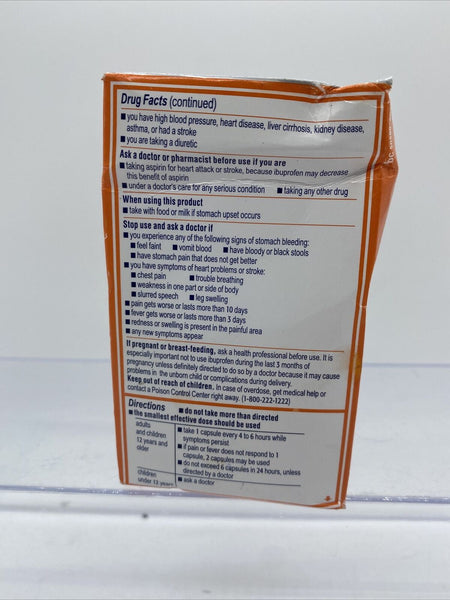 Drug Facts (continued)
■ you have high blood pressure, heart disease, liver cirrhosis, kidney disease,
asthma, or had a stroke
■ you are taking a diuretic
Ask a doctor or pharmacist before use if you are
■ taking aspirin for heart attack or stroke, because ibuprofen may decrease
this benefit of aspirin
■ under a doctor's care for any serious condition ■ taking any other drug
When using this product
■ take with food or milk if stomach upset occurs
Stop use and ask a doctor if
■ you experience any of the following signs of stomach bleeding:
■ feel faint ■ vomit blood ■ have bloody or black stools
■ have stomach pain that does not get better
■ you have symptoms of heart problems or stroke:
■ chest pain ■ trouble breathing
■ weakness in one part or side of body
■ slurred speech ■ leg swelling
■ pain gets worse or lasts more than 10 days
■ fever gets worse or lasts more than 3 days
■ redness or swelling is present in the painful area
■ any new symptoms appear
If pregnant or breast-feeding, ask a health professional before use. It is
especially important not to use ibuprofen during the last 3 months of
pregnancy unless definitely directed to do so by a doctor because it may cause
problems in the unborn child or complications during delivery.
Keep out of reach of children. In case of overdose, get medical help or
contact a Poison Control Center right away. (1-800-222-1222)
Directions ■ do not take more than directed
■ the smallest effective dose should be used
adults
and children
12 years and
older
■ take 1 capsule every 4 to 6 hours while
symptoms persist
■ if pain or fever does not respond to 1
capsule, 2 capsules may be used
■ do not exceed 6 capsules in 24 hours, unless
directed by a doctor
children
under 12 years
■ ask a doctor